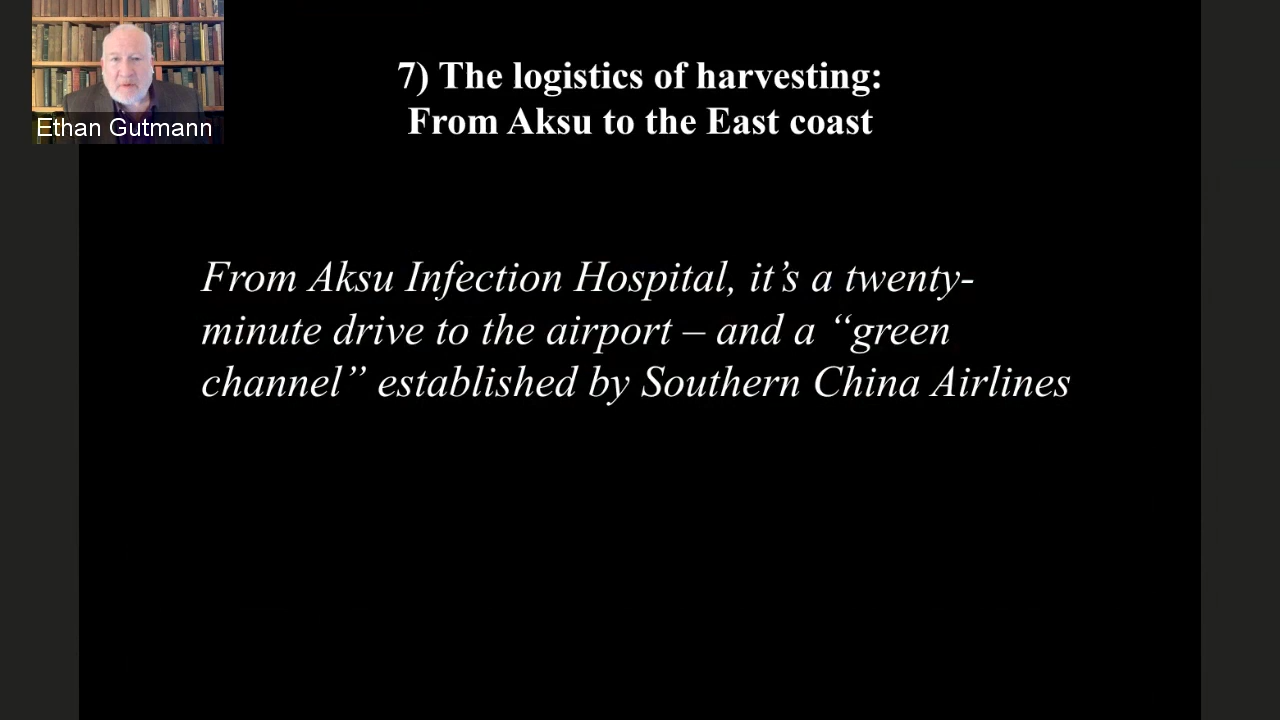 7) The logistics of harvesting:
From Aksu to the East coast
Ethan Gutmann
From Aksu Infection Hospital, it’s a twenty-
minute drive to the airport – and a “green
channel” established by Southern China Airlines